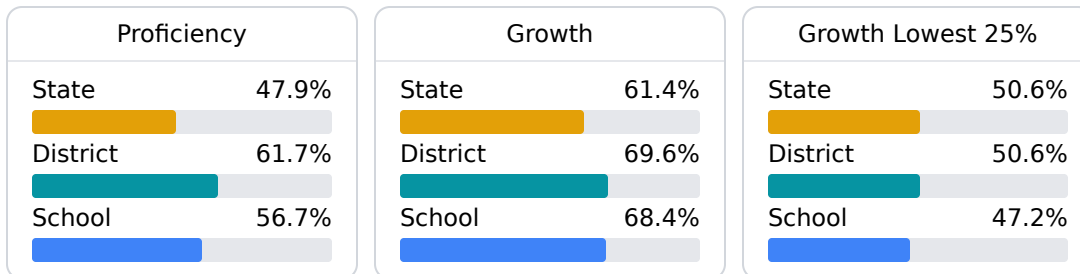 Proficiency
State 47.9%
District 61.7%
School 56.7%
Growth
State 61.4%
District 69.6%
School 68.4%
Growth Lowest 25%
State 50.6%
District 50.6%
School 47.2%